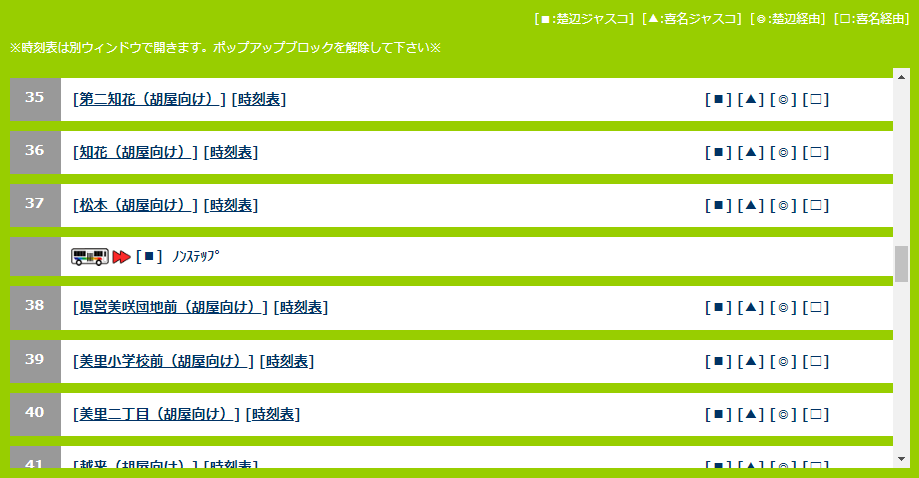 [■:楚辺ジャスコ] [▲:喜名ジャスコ] [◎:楚辺経由] [□:喜名経由]
※時刻表は別ウィンドウで開きます。ポップアップブロックを解除して下さい※
35 [第二知花（胡屋向け）] [時刻表] [■] [▲] [◎] [□]
36 [知花（胡屋向け）] [時刻表] [■] [▲] [◎] [□]
37 [松本（胡屋向け）] [時刻表] [■] [▲] [◎] [□]
[■] ﾉﾝｽﾃｯﾌﾟ
38 [県営美咲団地前（胡屋向け）] [時刻表] [■] [▲] [◎] [□]
39 [美里小学校前（胡屋向け）] [時刻表] [■] [▲] [◎] [□]
40 [美里二丁目（胡屋向け）] [時刻表] [■] [▲] [◎] [□]
41 [越来（胡屋向け）] [時刻表] [■] [▲] [◎] [□]